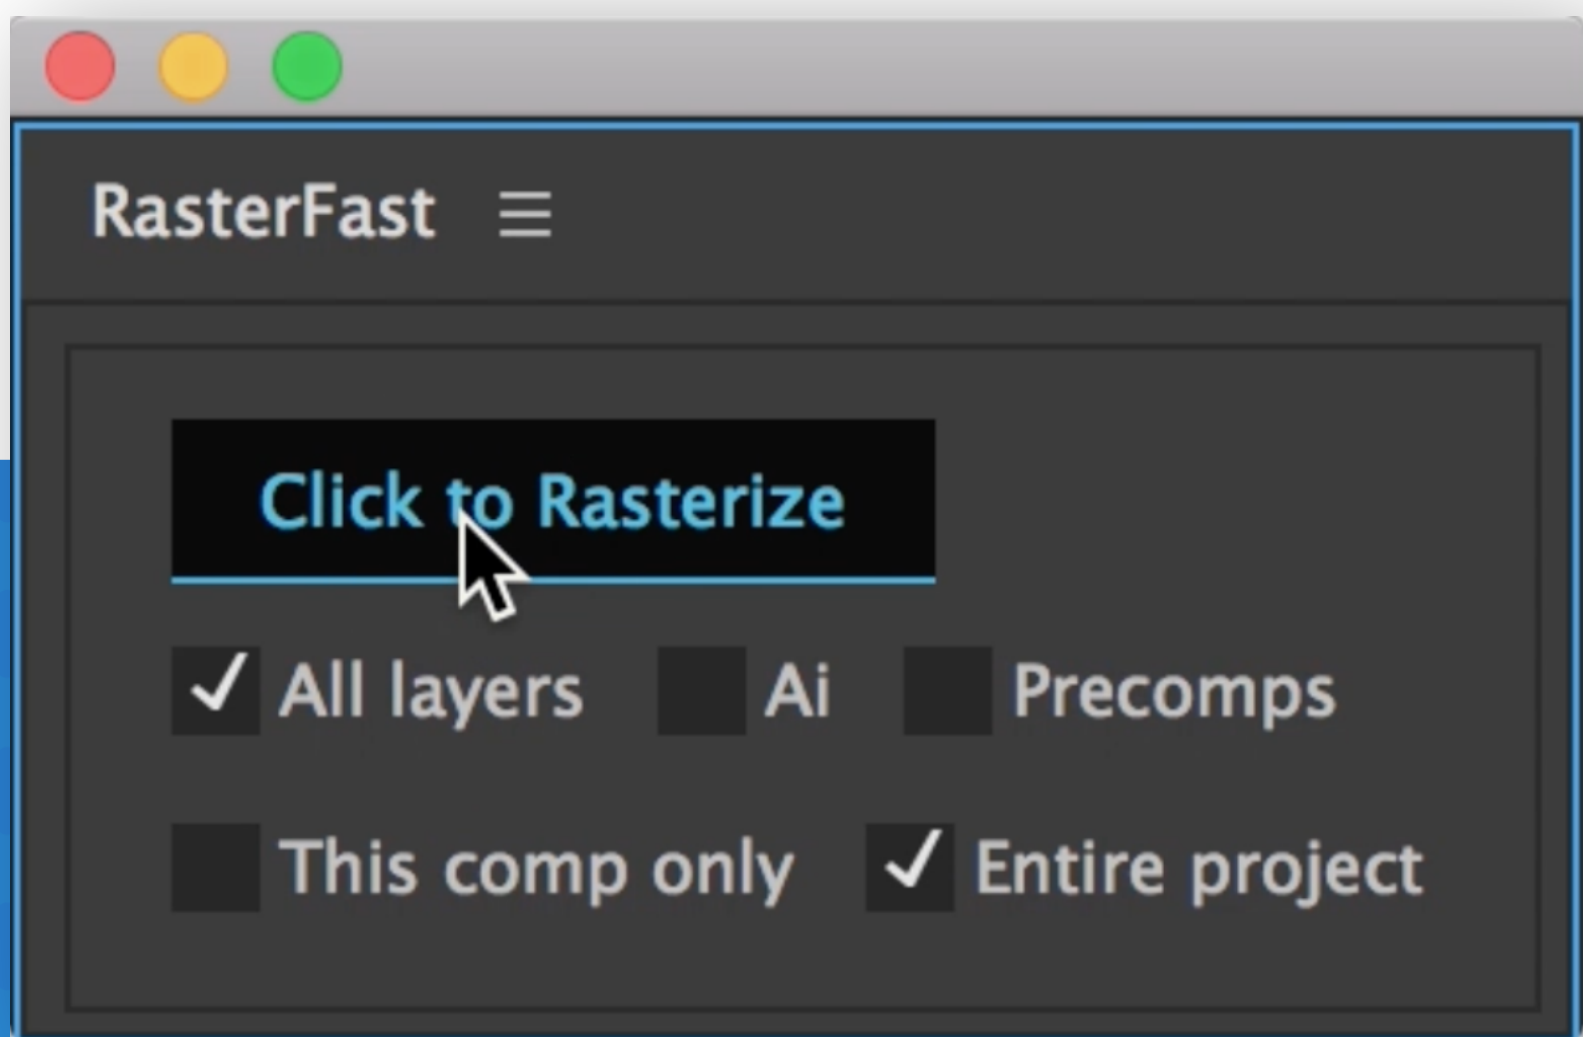 RasterFast
Click to Rasterize
All layers Ai Precomps
This comp only Entire project